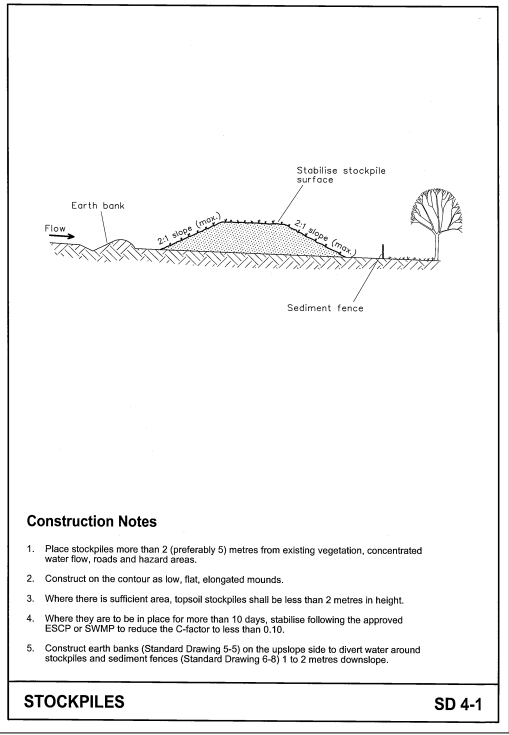 Stabilise stockpile
surface
Earth bank
Flow
2:1 slope (max.)
2:1 slope (max.)
Sediment fence
Construction Notes
1. Place stockpiles more than 2 (preferably 5) metres from existing vegetation, concentrated
water flow, roads and hazard areas.
2. Construct on the contour as low, flat, elongated mounds.
3. Where there is sufficient area, topsoil stockpiles shall be less than 2 metres in height.
4. Where they are to be in place for more than 10 days, stabilise following the approved
ESCP or SWMP to reduce the C-factor to less than 0.10.
5. Construct earth banks (Standard Drawing 5-5) on the upslope side to divert water around
stockpiles and sediment fences (Standard Drawing 6-8) 1 to 2 metres downslope.
STOCKPILES
SD 4-1